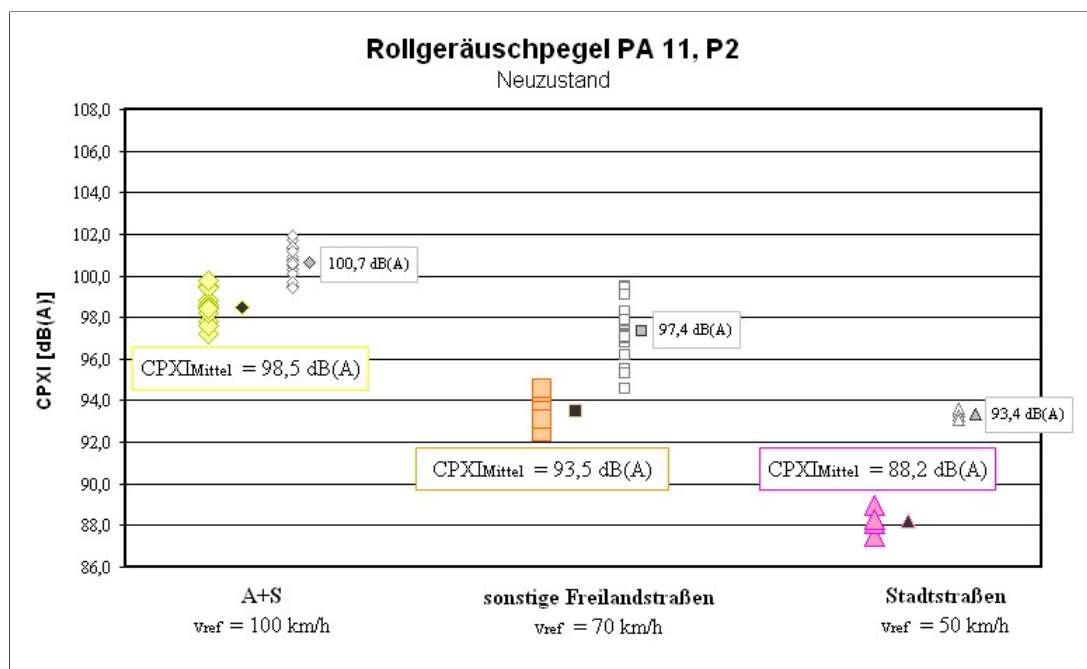 Rollgeräuschpegel PA 11, P2
Neuzustand
CPXI [dB(A)]
108,0
106,0
104,0
102,0
100,0
98,0
96,0
94,0
92,0
90,0
88,0
86,0
100,7 dB(A)
CPXIMittel = 98,5 dB(A)
97,4 dB(A)
CPXIMittel = 93,5 dB(A)
93,4 dB(A)
CPXIMittel = 88,2 dB(A)
A+S
vref = 100 km/h
sonstige Freilandstraßen
vref = 70 km/h
Stadtstraßen
vref = 50 km/h